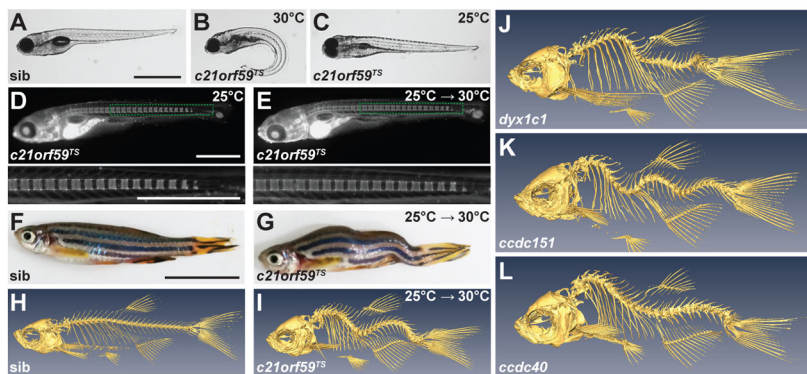 A
sib
B
30°C
c21orf59TS
C
25°C
c21orf59TS
D
25°C
c21orf59TS
E
25°C → 30°C
c21orf59TS
F
sib
G
25°C → 30°C
c21orf59TS
H
sib
I
25°C → 30°C
c21orf59TS
J
dyx1c1
K
ccdc151
L
ccdc40